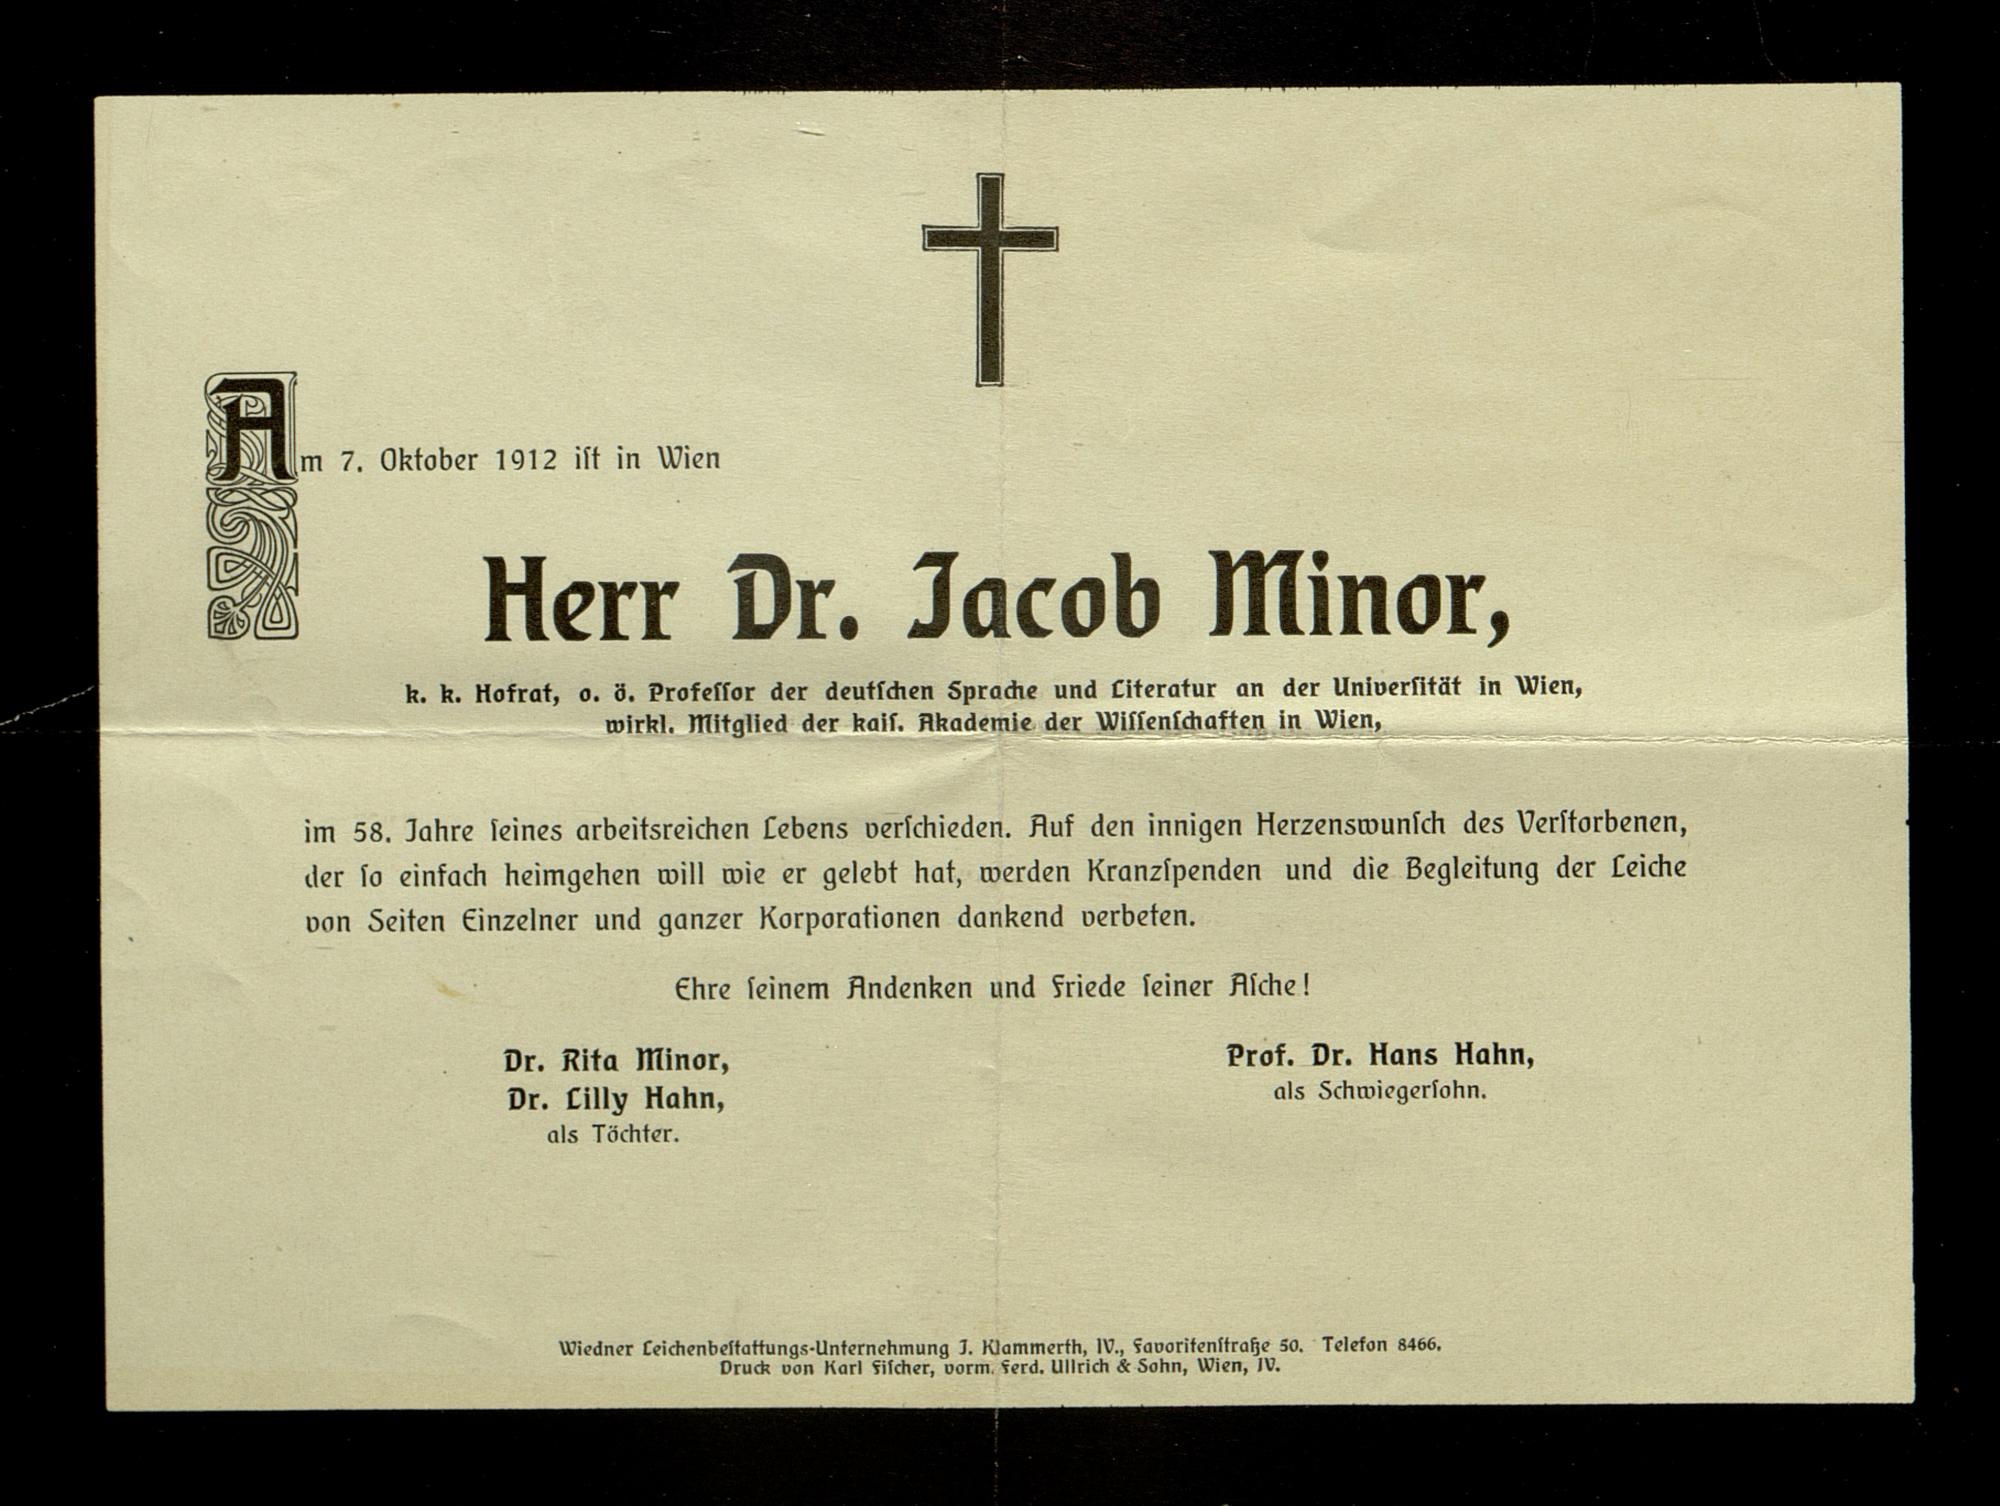 Am 7. Oktober 1912 iſt in Wien
Herr Dr. Jacob Minor,
k. k. Hofrat, o. ö. Profeſſor der deutſchen Sprache und Literatur an der Univerſität in Wien,
wirkl. Mitglied der kaiſ. Akademie der Wiſſenſchaften in Wien,
im 58. Jahre ſeines arbeitsreichen Lebens verſchieden. Auf den innigen Herzenswunſch des Verſtorbenen,
der ſo einfach heimgehen will wie er gelebt hat, werden Kranzſpenden und die Begleitung der Leiche
von Seiten Einzelner und ganzer Korporationen dankend verbeten.
Ehre ſeinem Andenken und Friede ſeiner Aſche!
Dr. Rita Minor,
Dr. Lilly Hahn,
als Töchter.
Prof. Dr. Hans Hahn,
als Schwiegerſohn.
Wiedner Leichenbeſtattungs-Unternehmung J. Klammerth, IV., Favoritenſtraße 50. Telefon 8466.
Druck von Karl Fiſcher, vorm. Ferd. Ullrich & Sohn, Wien, IV.